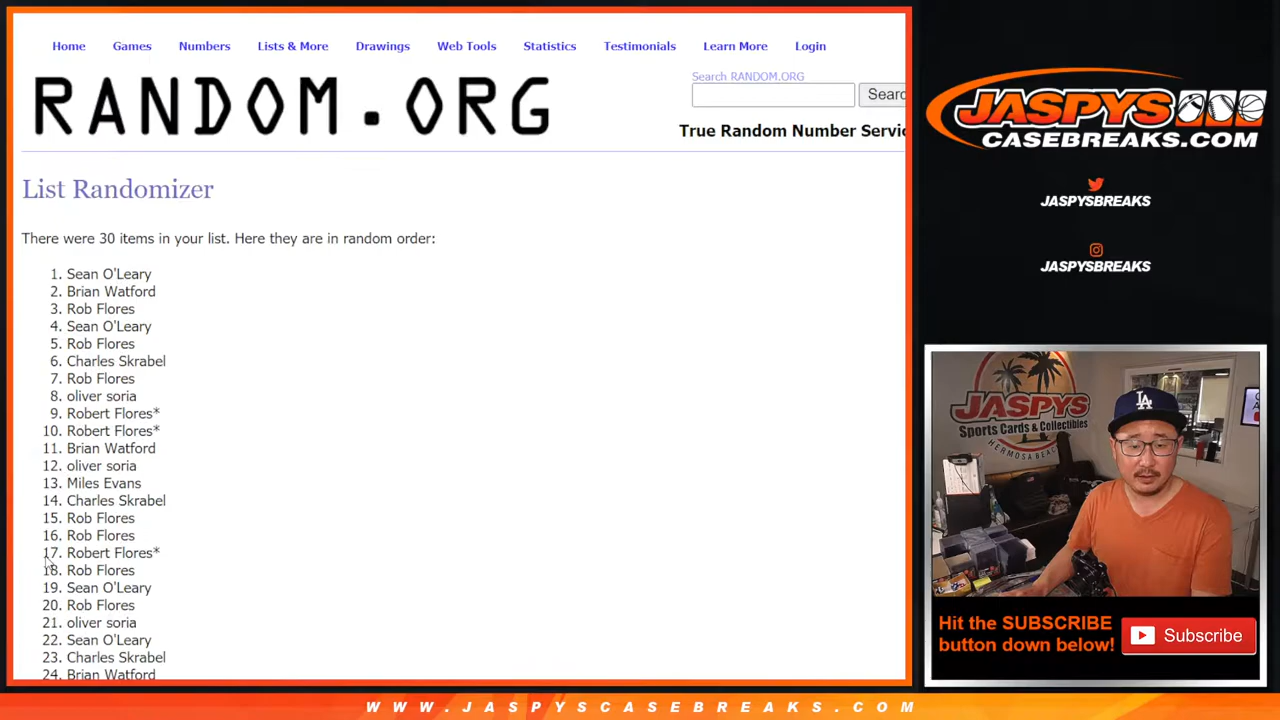 Home Games Numbers Lists & More Drawings Web Tools Statistics Testimonials Learn More Login
RANDOM.ORG
Search RANDOM.ORG
Searc
True Random Number Servic
List Randomizer
There were 30 items in your list. Here they are in random order:
1. Sean O'Leary
2. Brian Watford
3. Rob Flores
4. Sean O'Leary
5. Rob Flores
6. Charles Skrabel
7. Rob Flores
8. oliver soria
9. Robert Flores*
10. Robert Flores*
11. Brian Watford
12. oliver soria
13. Miles Evans
14. Charles Skrabel
15. Rob Flores
16. Rob Flores
17. Robert Flores*
18. Rob Flores
19. Sean O'Leary
20. Rob Flores
21. oliver soria
22. Sean O'Leary
23. Charles Skrabel
24. Brian Watford
JASPYS
CASEBREAKS.COM
JASPYSBREAKS
JASPYSBREAKS
JASPYS
Sports Cards & Collectibles
HERMOSA BEACH
LA
Hit the SUBSCRIBE
button down below!
Subscribe
WWW.JASPYSCASEBREAKS.COM